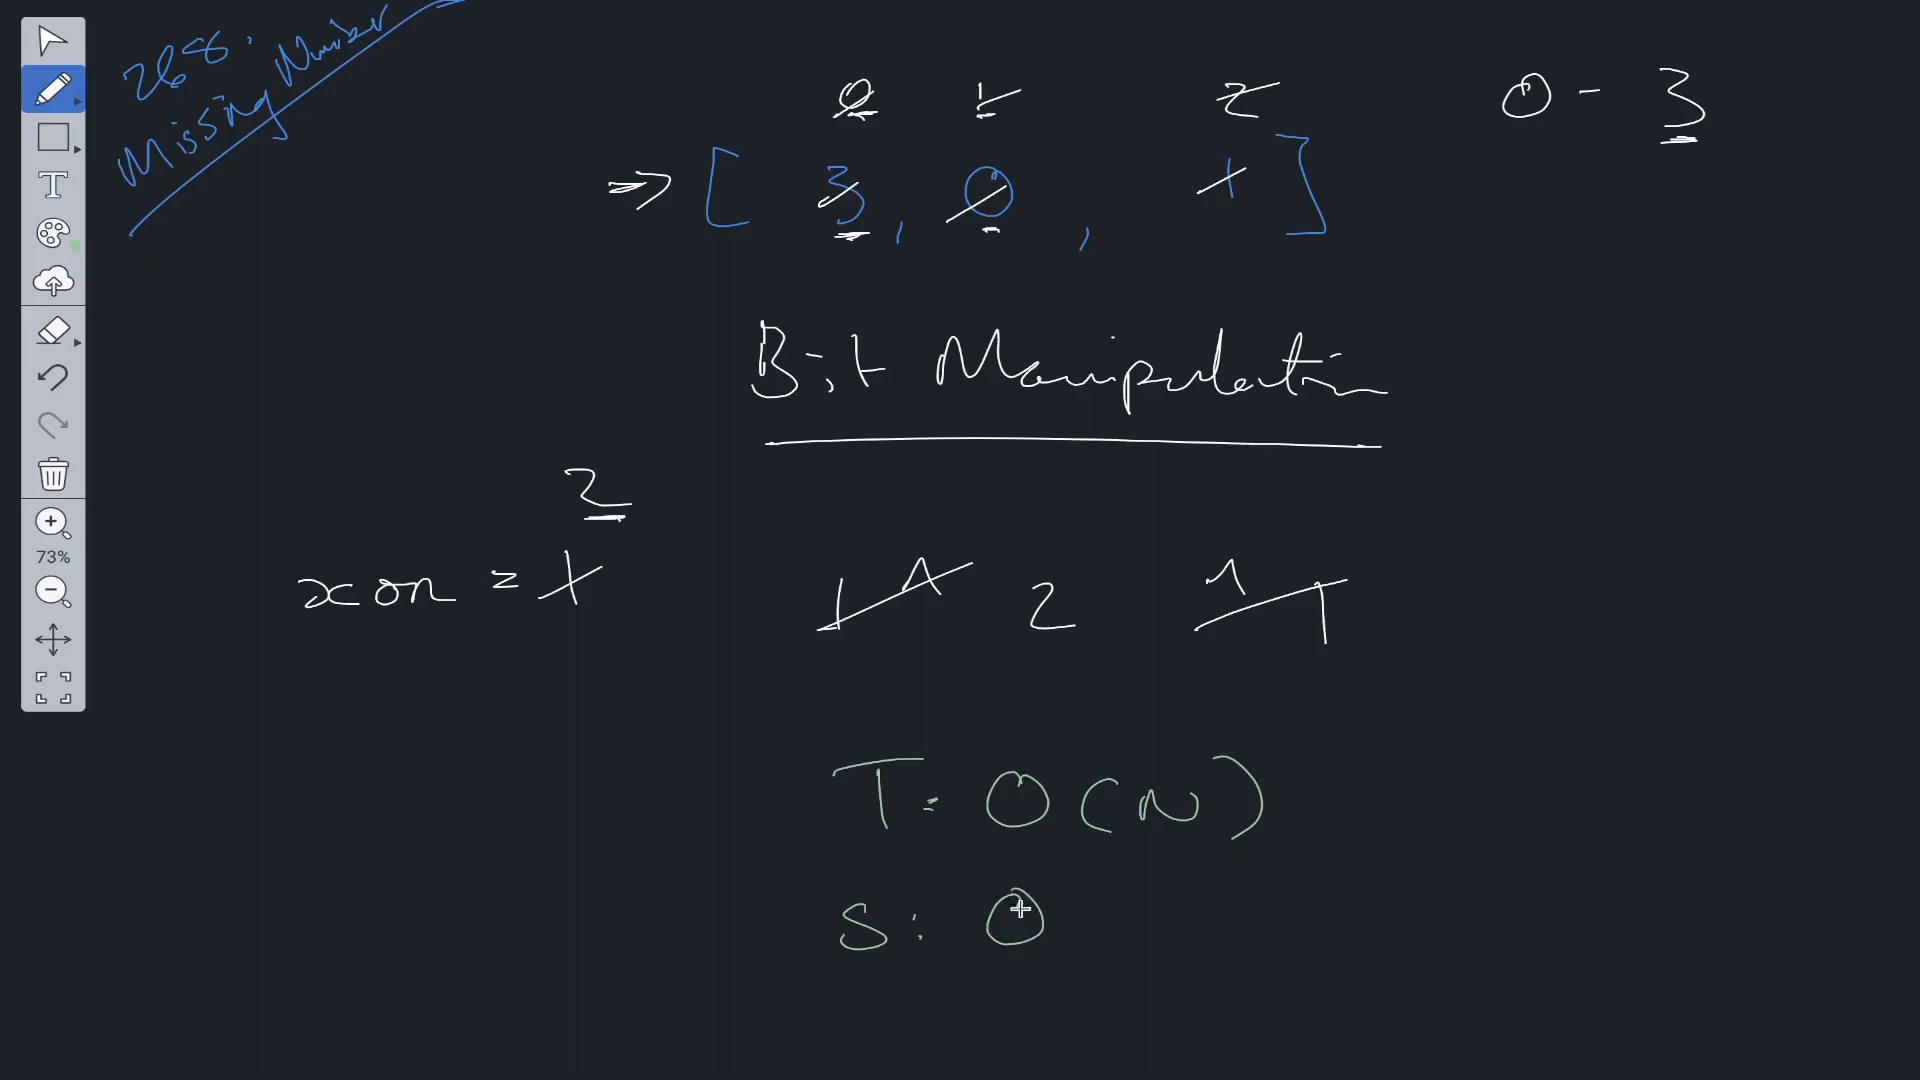 268.
Missing Number
0 1 2 0 - 3
=> [ 3 , 0 , 1 ]
Bit Manipulation
2
xor = 1 1 ^ 2 ^ 1
T = O(N)
S : O
73%